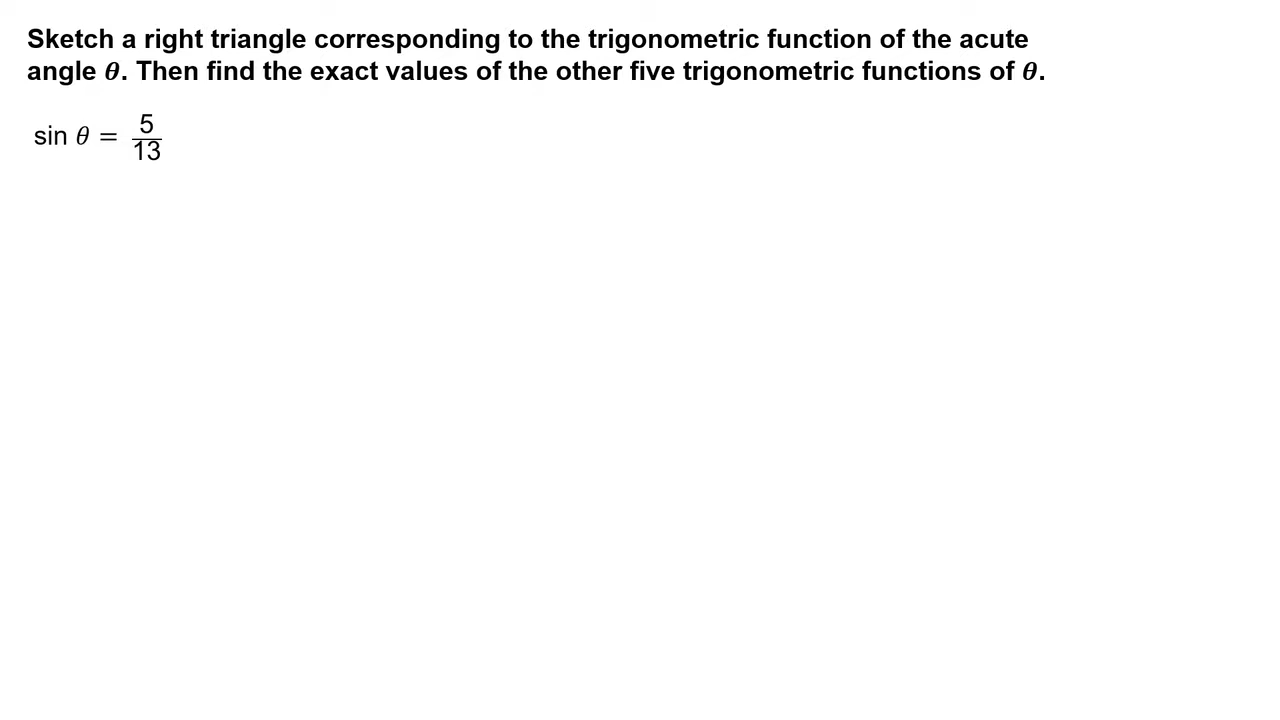 Sketch a right triangle corresponding to the trigonometric function of the acute
angle θ. Then find the exact values of the other five trigonometric functions of θ.
sin θ = 5/13